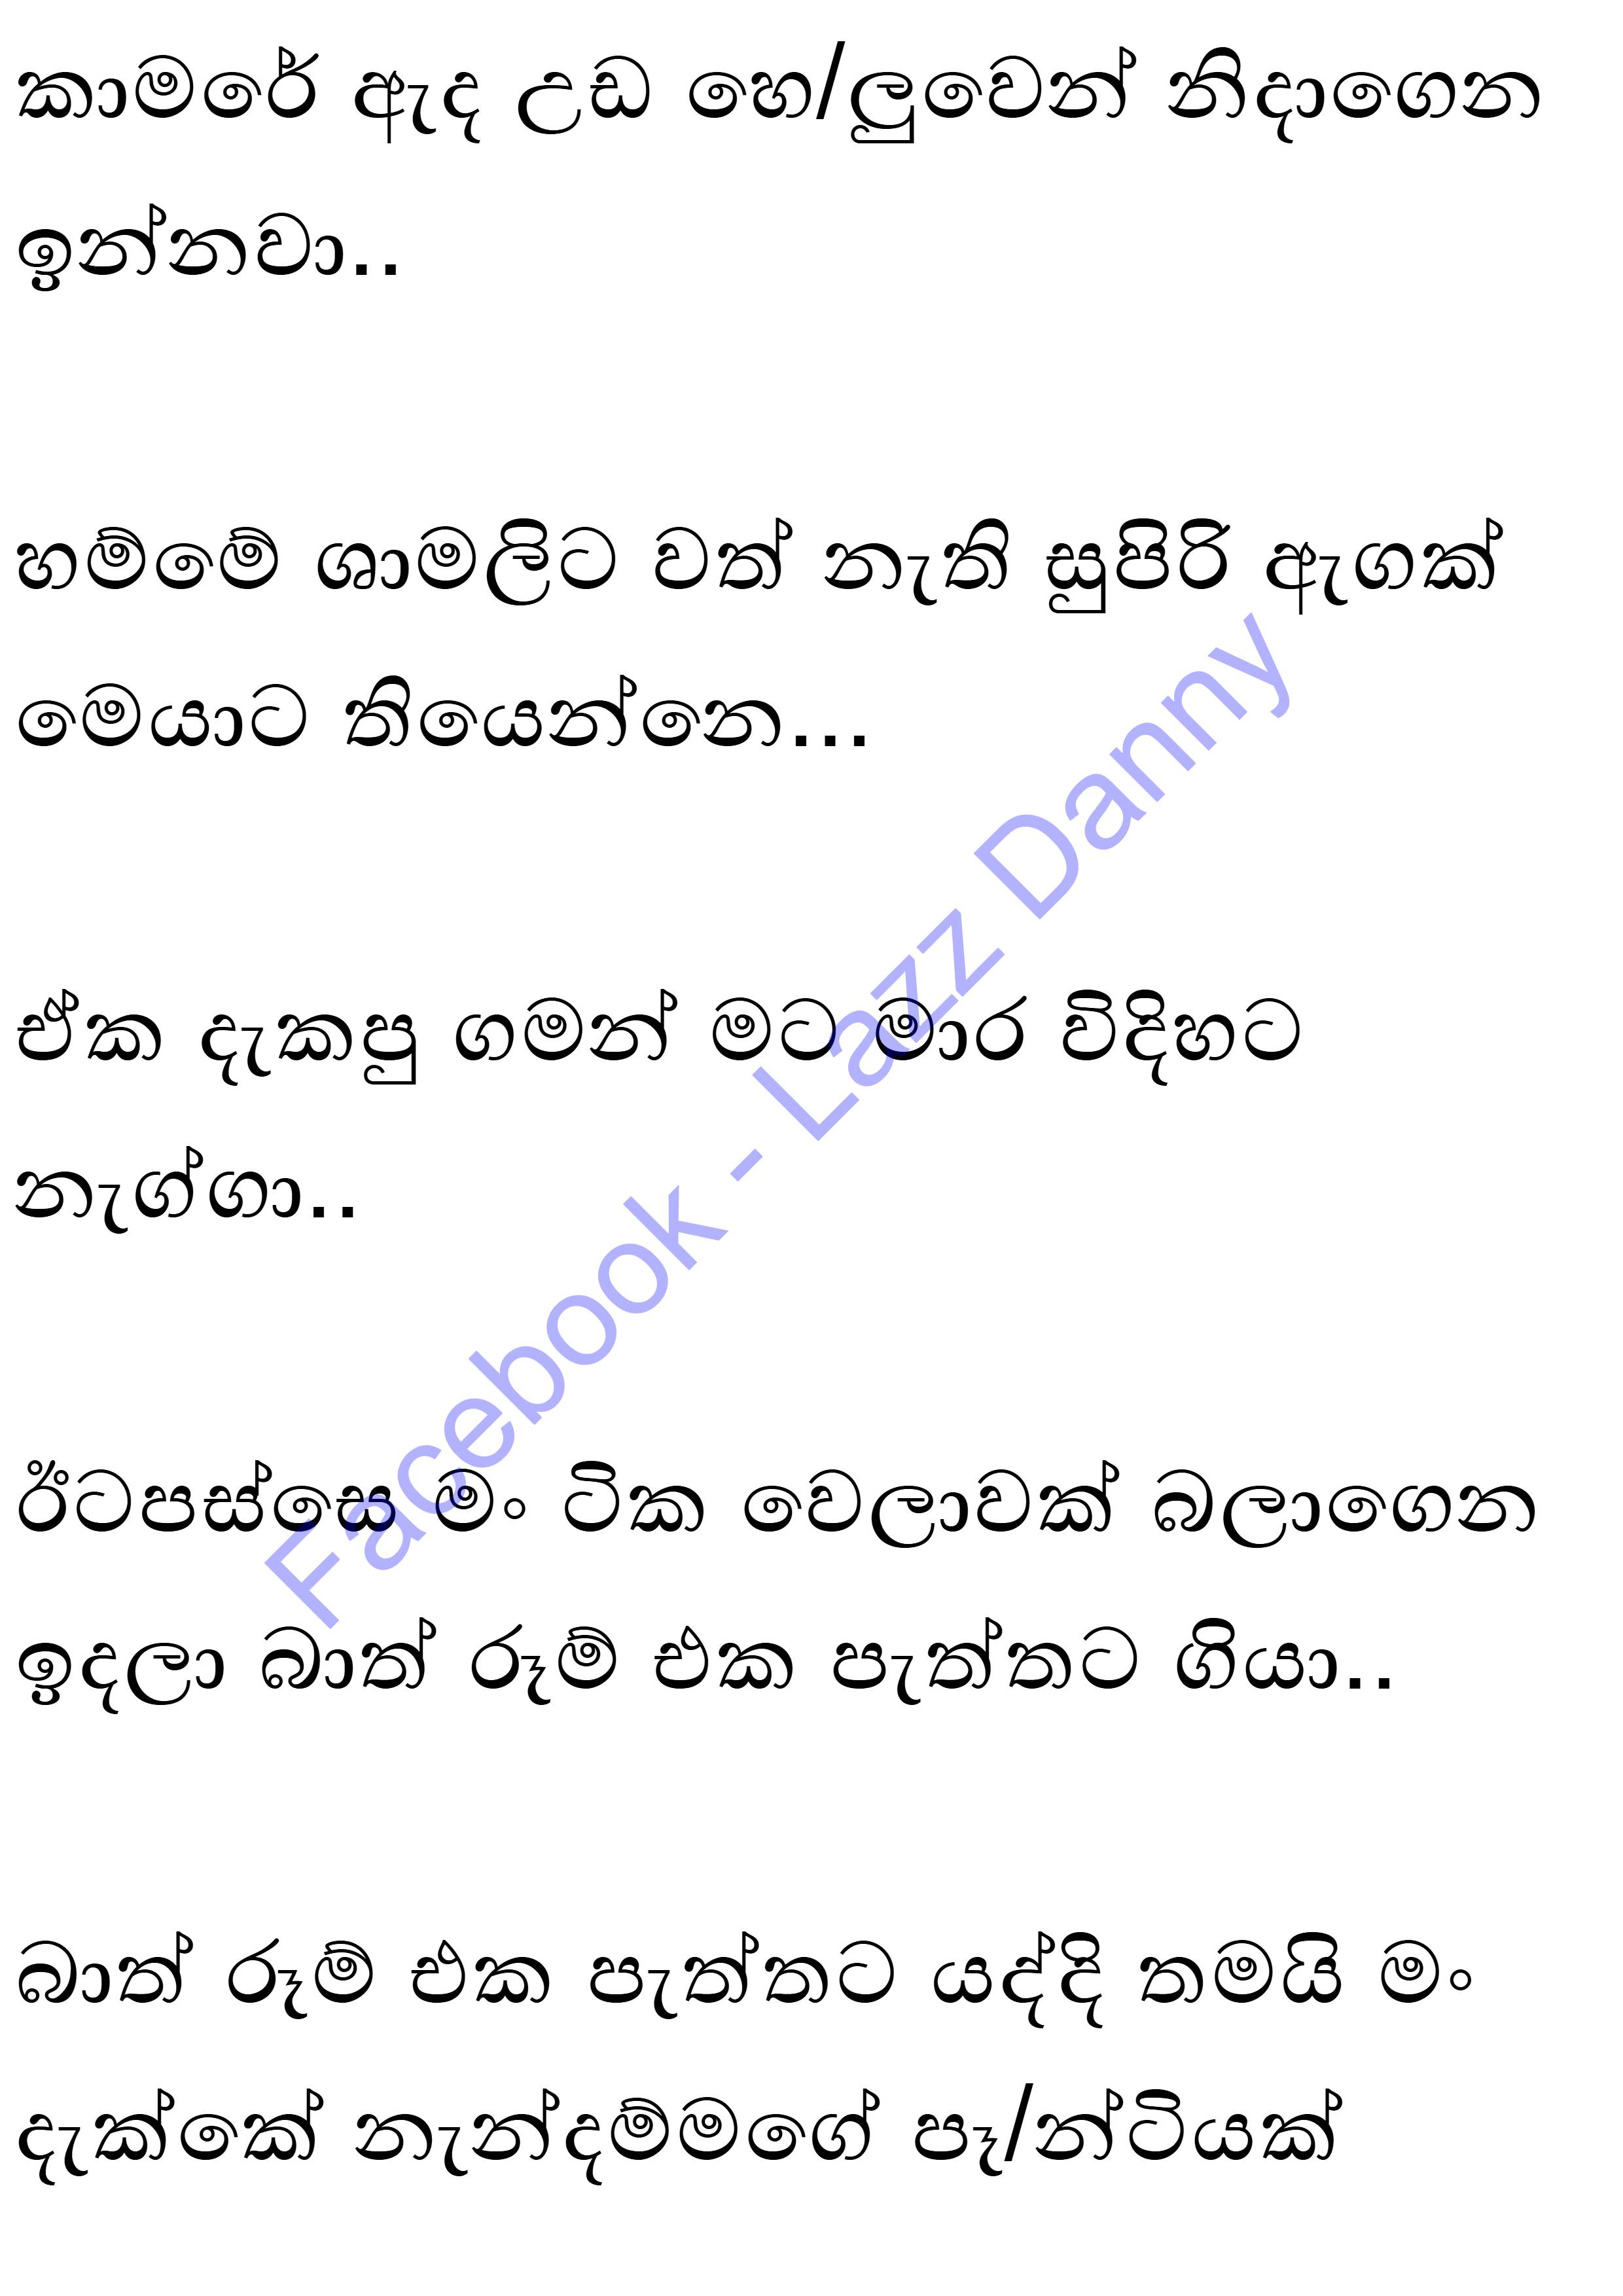 කාමරේ ඇද උඩ හෙ/ලුවෙන් නිදාගෙන
ඉන්නවා..
හම්මේ ශාමලිට වත් නැති සුපිරි ඇගක්
මෙයාට තියෙන්නෙ...
ඒක දැකපු ගමන් මට මාර විදිහට
නැග්ගා..
ඊටපස්සෙ මං ටික වෙලාවක් බලාගෙන
ඉදලා බාත් රූම් එක පැත්තට ගියා..
බාත් රූම් එක පැත්තට යද්දි තමයි මං
දැක්කේ නැන්දම්මගේ පෑ/න්ටියක්
Facebook - Lazz Danny